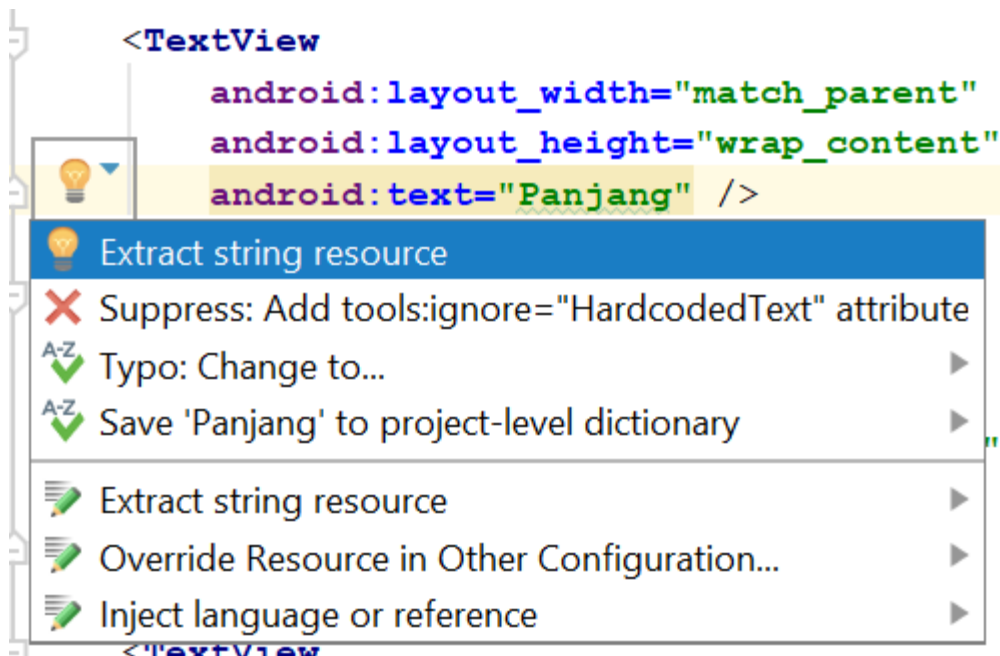 <TextView
android:layout_width="match_parent"
android:layout_height="wrap_content"
android:text="Panjang" />
Extract string resource
Suppress: Add tools:ignore="HardcodedText" attribute
A-Z Typo: Change to...
A-Z Save 'Panjang' to project-level dictionary
"
Extract string resource
Override Resource in Other Configuration...
Inject language or reference
<TextView